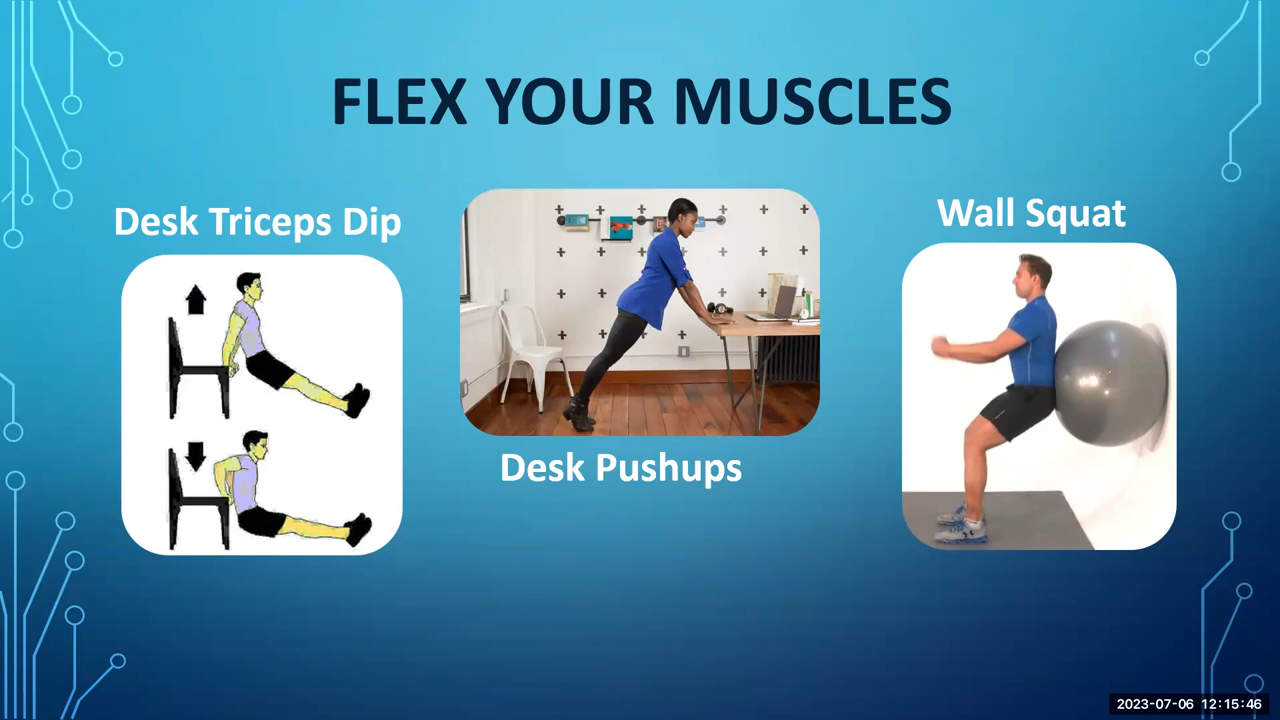 FLEX YOUR MUSCLES
Desk Triceps Dip
Desk Pushups
Wall Squat
2023-07-06 12:15:46